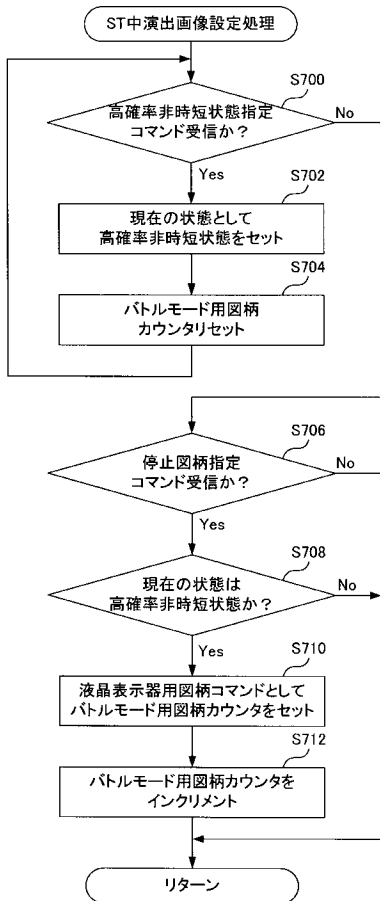 ST中演出画像設定処理
S700
高確率非時短状態指定
コマンド受信か？
No
Yes
S702
現在の状態として
高確率非時短状態をセット
S704
バトルモード用図柄
カウンタリセット
S706
停止図柄指定
コマンド受信か？
No
Yes
S708
現在の状態は
高確率非時短状態か？
No
Yes
S710
液晶表示器用図柄コマンドとして
バトルモード用図柄カウンタをセット
S712
バトルモード用図柄カウンタを
インクリメント
リターン